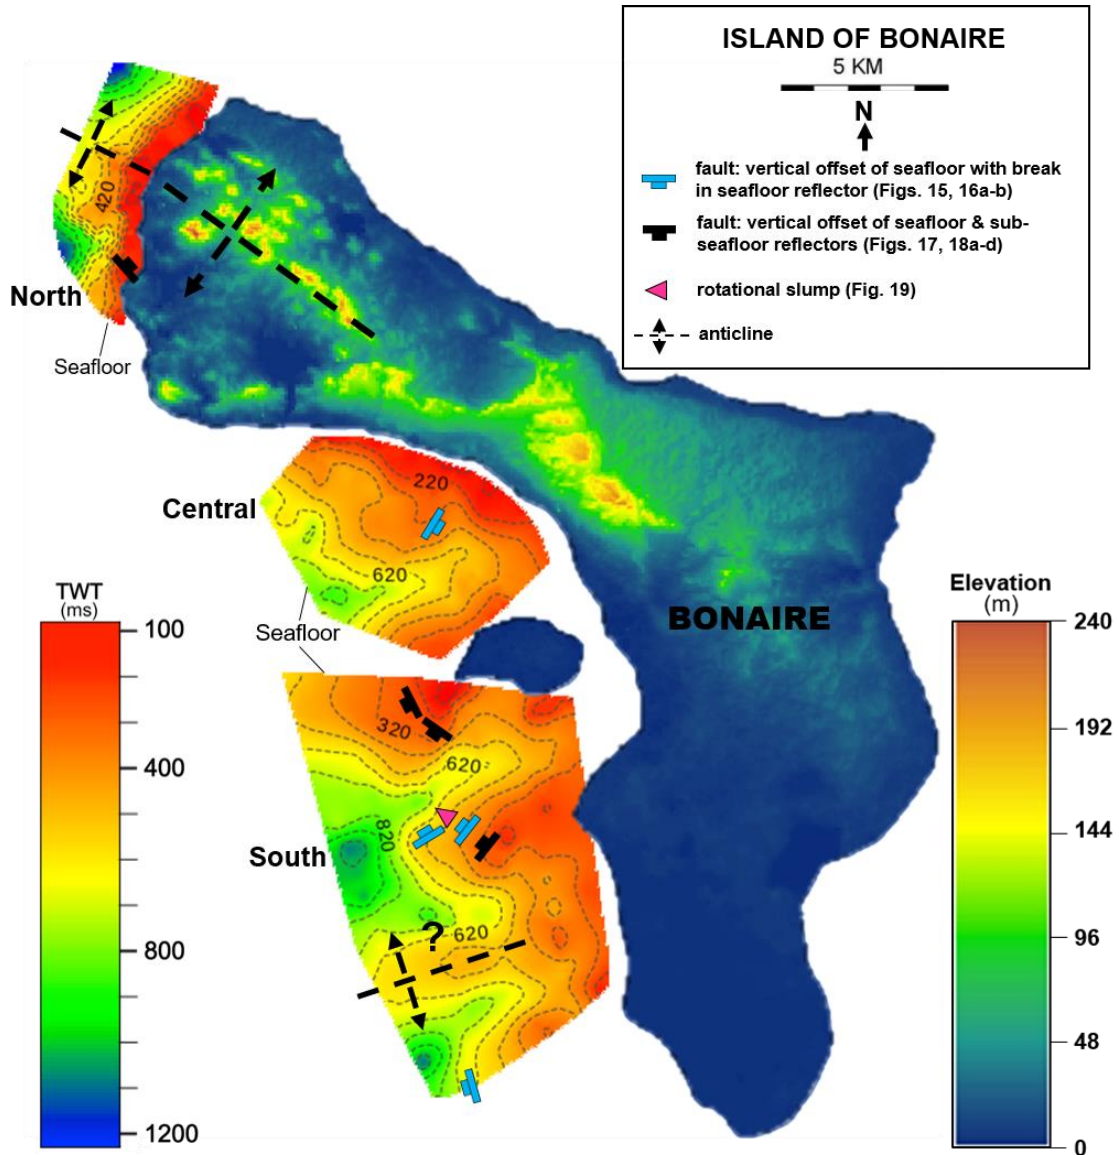 ISLAND OF BONAIRE
5 KM
N
fault: vertical offset of seafloor with break
in seafloor reflector (Figs. 15, 16a-b)
fault: vertical offset of seafloor & sub-
seafloor reflectors (Figs. 17, 18a-d)
rotational slump (Fig. 19)
anticline
420
North
Seafloor
220
Central
620
Seafloor
BONAIRE
320
620
820
South
?
620
TWT
(ms)
100
400
800
1200
Elevation
(m)
240
192
144
96
48
0